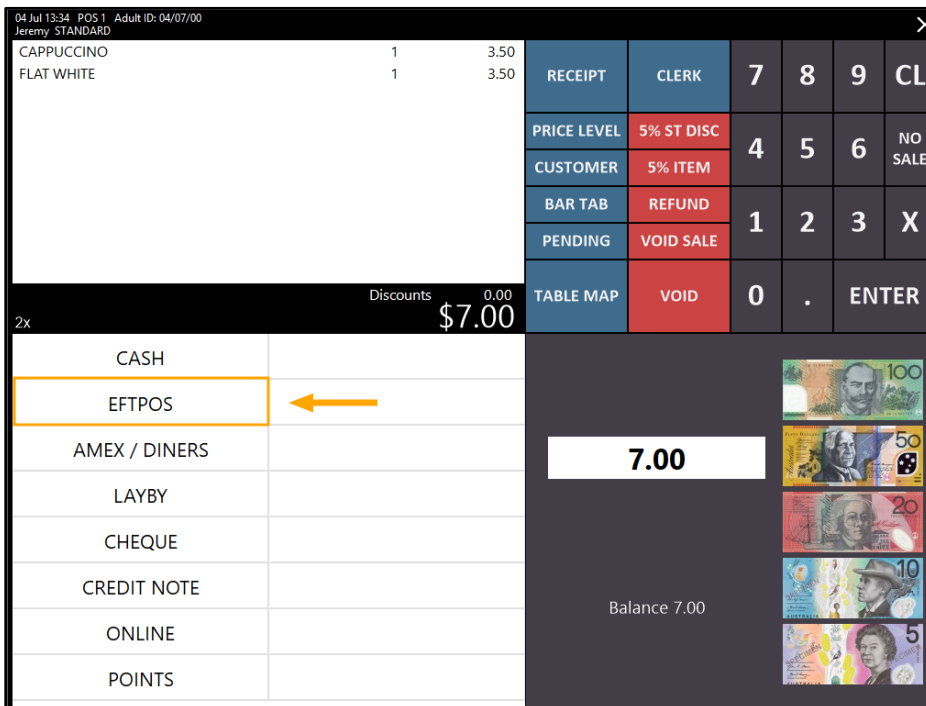 04 Jul 13:34 POS 1 Adult ID: 04/07/00
Jeremy STANDARD
CAPPUCCINO 1 3.50
FLAT WHITE 1 3.50
Discounts 0.00
2x $7.00
RECEIPT CLERK 7 8 9 CL
PRICE LEVEL 5% ST DISC 4 5 6 NO SALE
CUSTOMER 5% ITEM
BAR TAB REFUND 1 2 3 X
PENDING VOID SALE
TABLE MAP VOID 0 . ENTER
CASH
EFTPOS
AMEX / DINERS
LAYBY
CHEQUE
CREDIT NOTE
ONLINE
POINTS
7.00
Balance 7.00
100
50
20
10
5